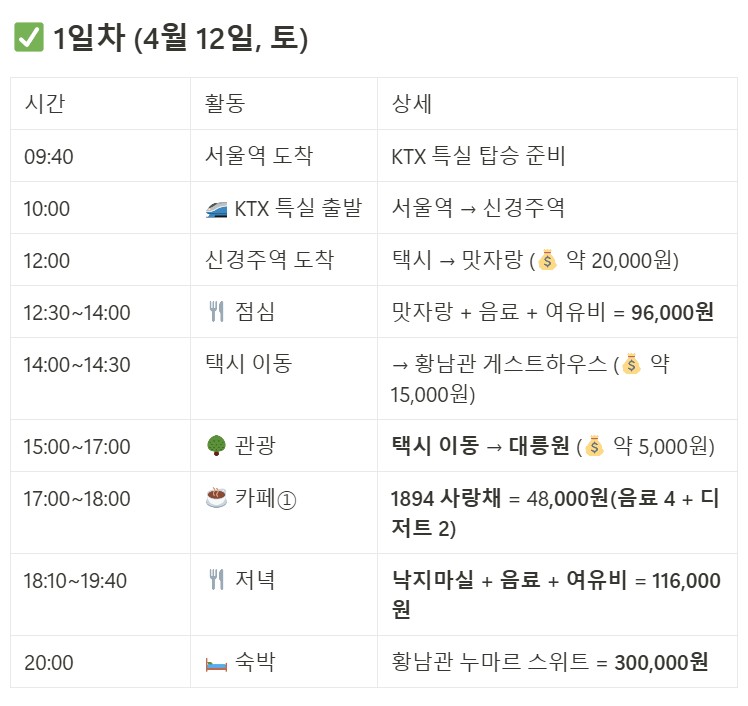 ✅ 1일차 (4월 12일, 토)
시간 활동 상세
09:40 서울역 도착 KTX 특실 탑승 준비
10:00 🚄 KTX 특실 출발 서울역 → 신경주역
12:00 신경주역 도착 택시 → 맛자랑 (💰 약 20,000원)
12:30~14:00 🍴 점심 맛자랑 + 음료 + 여유비 = 96,000원
14:00~14:30 택시 이동 → 황남관 게스트하우스 (💰 약
15,000원)
15:00~17:00 🌳 관광 택시 이동 → 대릉원 (💰 약 5,000원)
17:00~18:00 ☕ 카페① 1894 사랑채 = 48,000원(음료 4 + 디
저트 2)
18:10~19:40 🍴 저녁 낙지마실 + 음료 + 여유비 = 116,000
원
20:00 🛏️ 숙박 황남관 누마르 스위트 = 300,000원